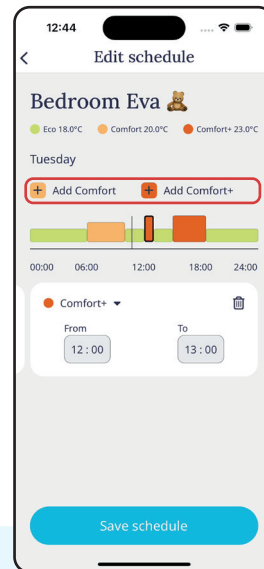 12:44
Edit schedule
Bedroom Eva 🧸
Eco 18.0°C Comfort 20.0°C Comfort+ 23.0°C
Tuesday
+ Add Comfort + Add Comfort+
00:00 06:00 12:00 18:00 24:00
Comfort+
From To
12 : 00 13 : 00
Save schedule